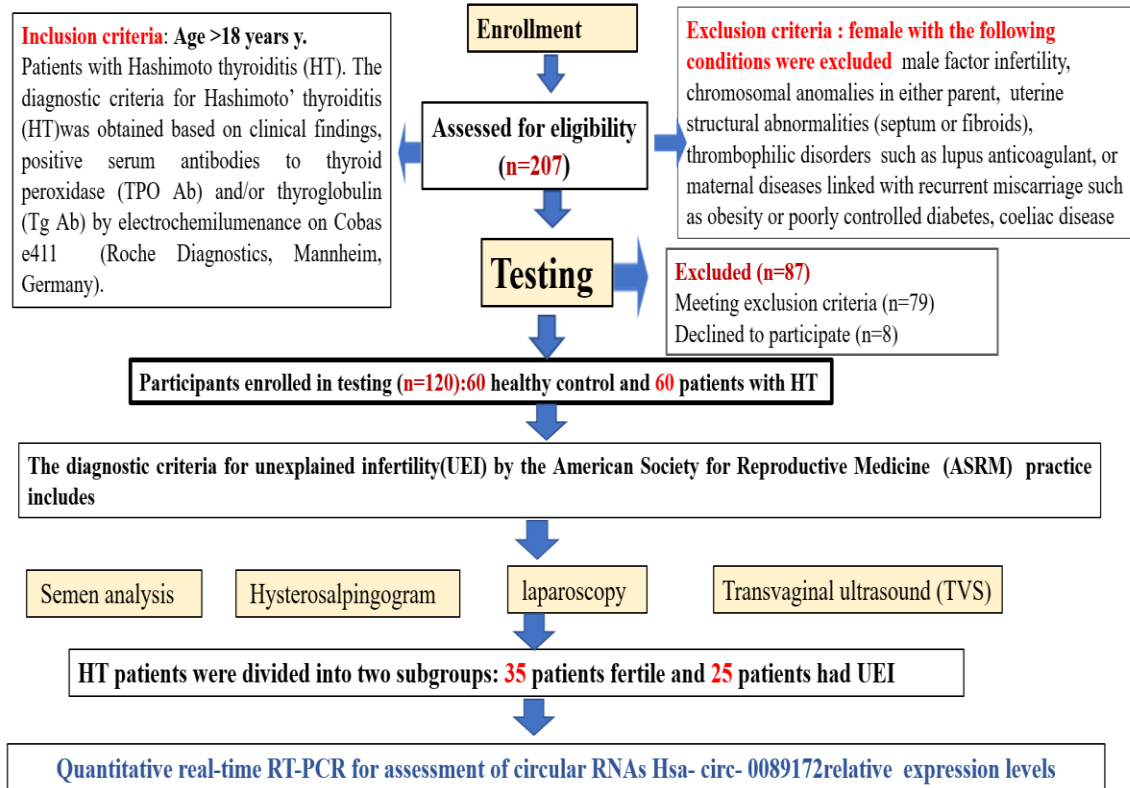 Enrollment
Inclusion criteria: Age >18 years y.
Patients with Hashimoto thyroiditis (HT). The
diagnostic criteria for Hashimoto' thyroiditis
(HT)was obtained based on clinical findings,
positive serum antibodies to thyroid
peroxidase (TPO Ab) and/or thyroglobulin
(Tg Ab) by electrochemilumenance on Cobas
e411 (Roche Diagnostics, Mannheim,
Germany).
Assessed for eligibility
(n=207)
Exclusion criteria : female with the following
conditions were excluded male factor infertility,
chromosomal anomalies in either parent, uterine
structural abnormalities (septum or fibroids),
thrombophilic disorders such as lupus anticoagulant, or
maternal diseases linked with recurrent miscarriage such
as obesity or poorly controlled diabetes, coeliac disease
Testing
Excluded (n=87)
Meeting exclusion criteria (n=79)
Declined to participate (n=8)
Participants enrolled in testing (n=120):60 healthy control and 60 patients with HT
The diagnostic criteria for unexplained infertility(UEI) by the American Society for Reproductive Medicine (ASRM) practice
includes
Semen analysis
Hysterosalpingogram
laparoscopy
Transvaginal ultrasound (TVS)
HT patients were divided into two subgroups: 35 patients fertile and 25 patients had UEI
Quantitative real-time RT-PCR for assessment of circular RNAs Hsa- circ- 0089172relative expression levels